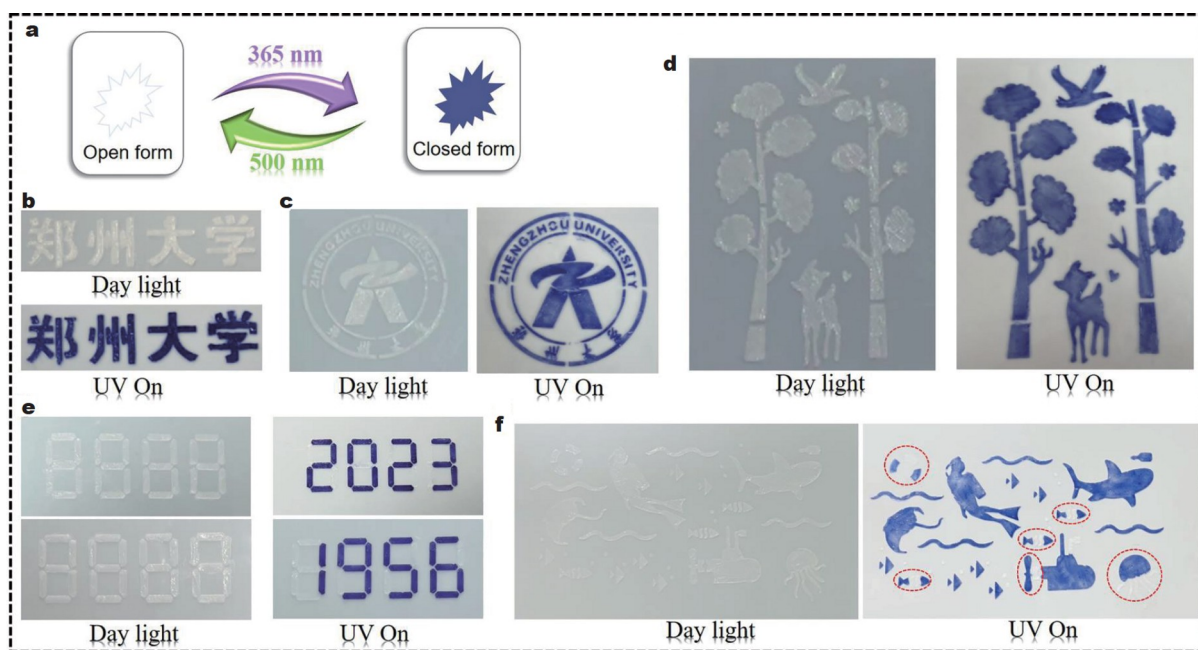 a
365 nm
Open form
500 nm
Closed form
b
郑州大学
Day light
郑州大学
UV On
c
ZHENGZHOU UNIVERSITY
Day light
ZHENGZHOU UNIVERSITY
郑州大学
UV On
d
Day light
UV On
e
8888
2023
8888
1956
Day light
UV On
f
Day light
UV On